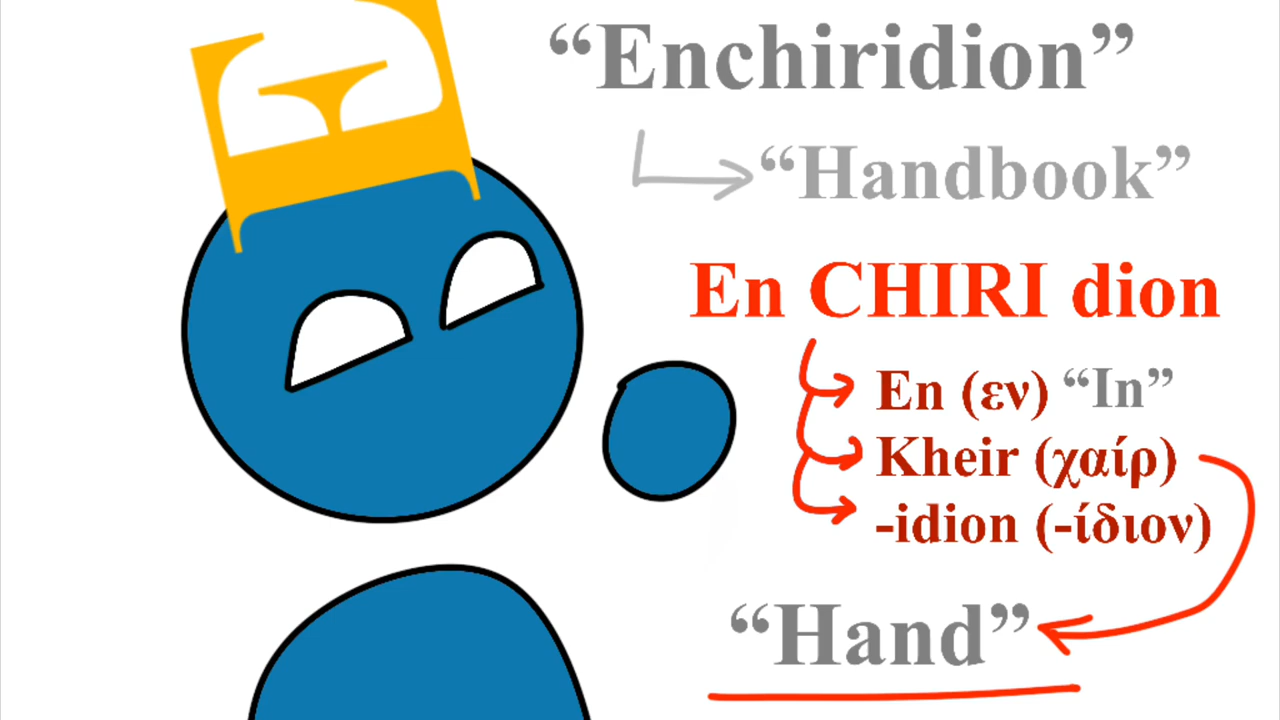 “Enchiridion”
“Handbook”
En CHIRI dion
En (εν) “In”
Kheir (χαίρ)
-idion (-ίδιον)
“Hand”